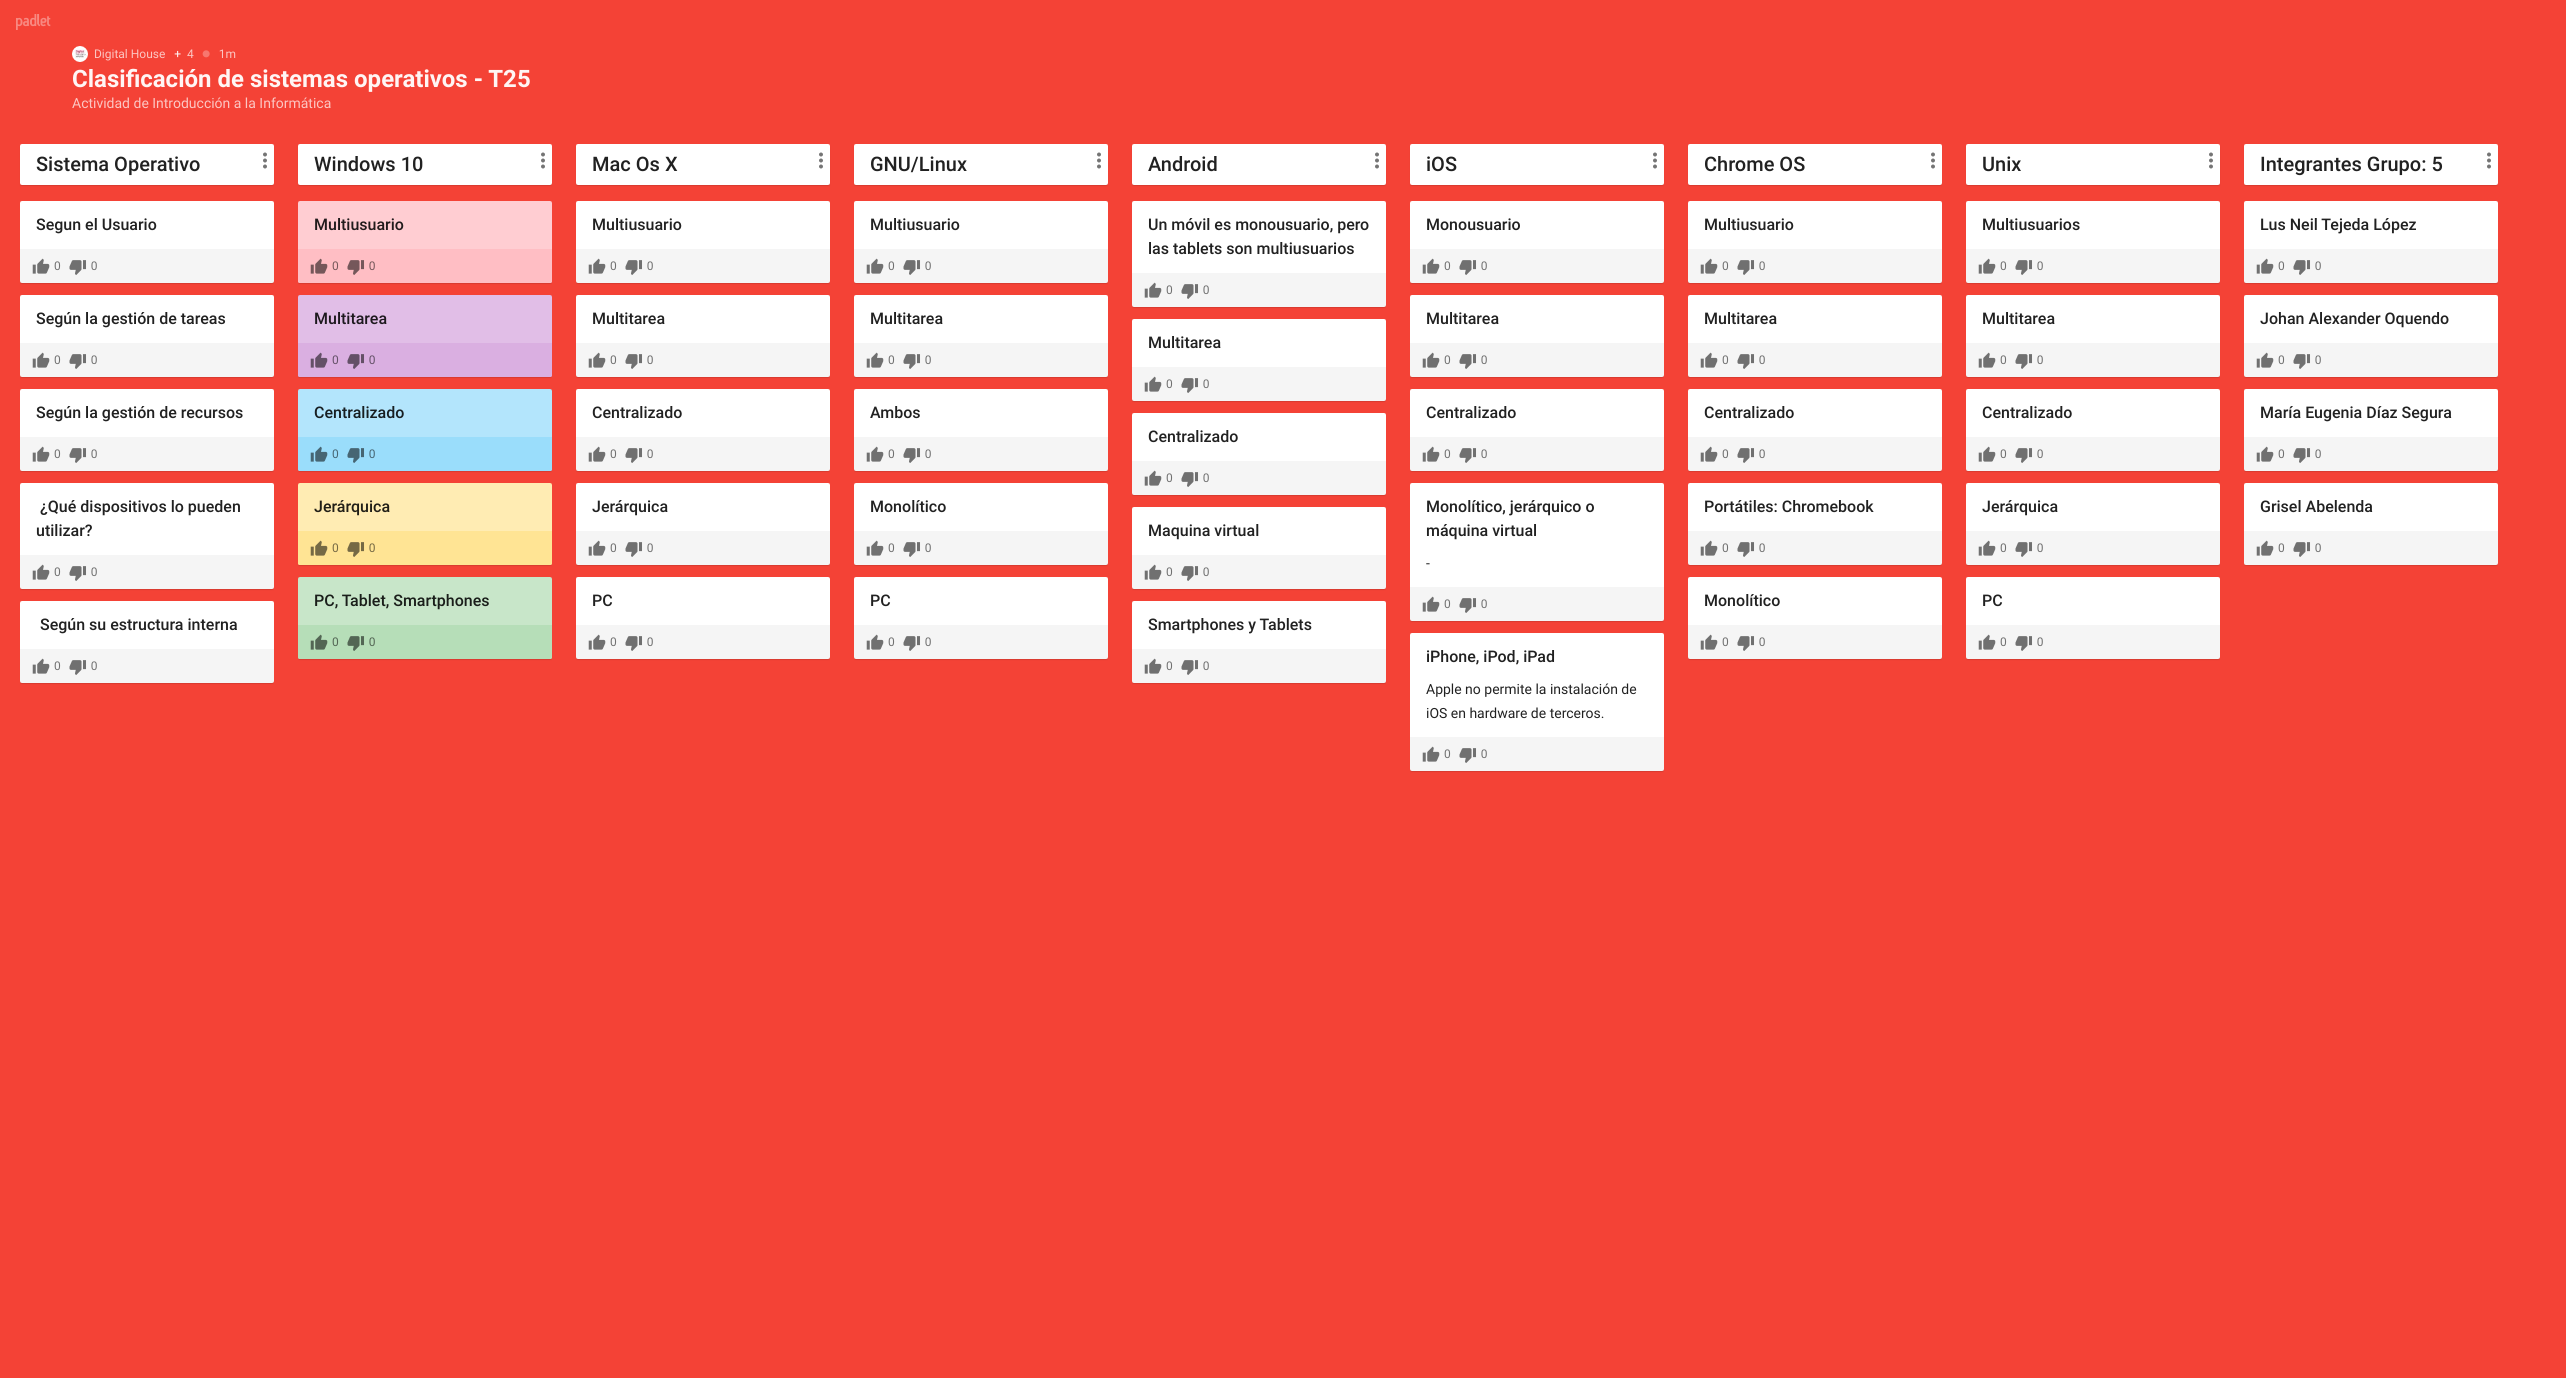 padlet
Digital House + 4 • 1m
Clasificación de sistemas operativos - T25
Actividad de Introducción a la Informática
Sistema Operativo
Segun el Usuario
0 0
Según la gestión de tareas
0 0
Según la gestión de recursos
0 0
¿Qué dispositivos lo pueden
utilizar?
0 0
Según su estructura interna
0 0
Windows 10
Multiusuario
0 0
Multitarea
0 0
Centralizado
0 0
Jerárquica
0 0
PC, Tablet, Smartphones
0 0
Mac Os X
Multiusuario
0 0
Multitarea
0 0
Centralizado
0 0
Jerárquica
0 0
PC
0 0
GNU/Linux
Multiusuario
0 0
Multitarea
0 0
Ambos
0 0
Monolítico
0 0
PC
0 0
Android
Un móvil es monousuario, pero
las tablets son multiusuarios
0 0
Multitarea
0 0
Centralizado
0 0
Maquina virtual
0 0
Smartphones y Tablets
0 0
iOS
Monousuario
0 0
Multitarea
0 0
Centralizado
0 0
Monolítico, jerárquico o
máquina virtual
-
0 0
iPhone, iPod, iPad
Apple no permite la instalación de
iOS en hardware de terceros.
0 0
Chrome OS
Multiusuario
0 0
Multitarea
0 0
Centralizado
0 0
Portátiles: Chromebook
0 0
Monolítico
0 0
Unix
Multiusuarios
0 0
Multitarea
0 0
Centralizado
0 0
Jerárquica
0 0
PC
0 0
Integrantes Grupo: 5
Lus Neil Tejeda López
0 0
Johan Alexander Oquendo
0 0
María Eugenia Díaz Segura
0 0
Grisel Abelenda
0 0